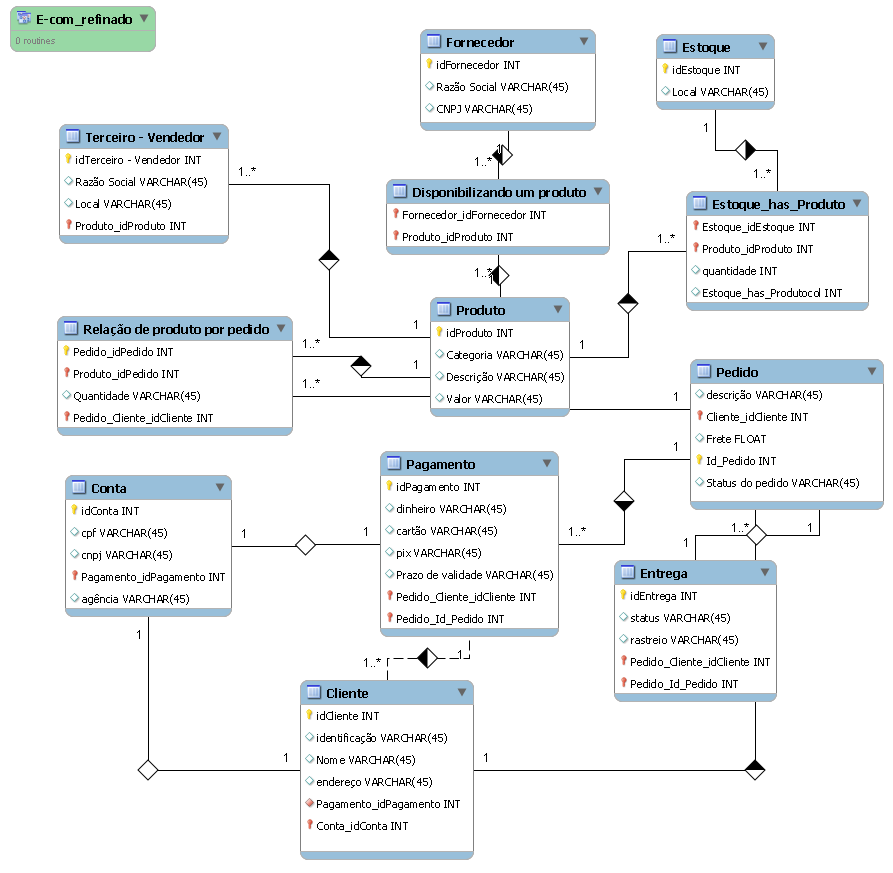 E-com_refinado
0 routines
Fornecedor
idFornecedor INT
Razão Social VARCHAR(45)
CNPJ VARCHAR(45)
Estoque
idEstoque INT
Local VARCHAR(45)
Terceiro - Vendedor
idTerceiro - Vendedor INT
Razão Social VARCHAR(45)
Local VARCHAR(45)
Produto_idProduto INT
1..*
1
1..*
1
1..*
Disponibilizando um produto
Fornecedor_idFornecedor INT
Produto_idProduto INT
Estoque_has_Produto
Estoque_idEstoque INT
Produto_idProduto INT
quantidade INT
Estoque_has_Produtocol INT
1..*
1..*
1
Produto
idProduto INT
Categoria VARCHAR(45)
Descrição VARCHAR(45)
Valor VARCHAR(45)
1
1
Relação de produto por pedido
Pedido_idPedido INT
Produto_idPedido INT
Quantidade VARCHAR(45)
Pedido_Cliente_idCliente INT
1..*
1
1..*
1
Pedido
descrição VARCHAR(45)
Cliente_idCliente INT
Frete FLOAT
Id_Pedido INT
Status do pedido VARCHAR(45)
1
1..*
Pagamento
idPagamento INT
dinheiro VARCHAR(45)
cartão VARCHAR(45)
pix VARCHAR(45)
Prazo de validade VARCHAR(45)
Pedido_Cliente_idCliente INT
Pedido_Id_Pedido INT
Conta
idConta INT
cpf VARCHAR(45)
cnpj VARCHAR(45)
Pagamento_idPagamento INT
agência VARCHAR(45)
1
1
1..*
1
1
Entrega
idEntrega INT
status VARCHAR(45)
rastreio VARCHAR(45)
Pedido_Cliente_idCliente INT
Pedido_Id_Pedido INT
1
1..*
1
Cliente
idCliente INT
identificação VARCHAR(45)
Nome VARCHAR(45)
endereço VARCHAR(45)
Pagamento_idPagamento INT
Conta_idConta INT
1
1